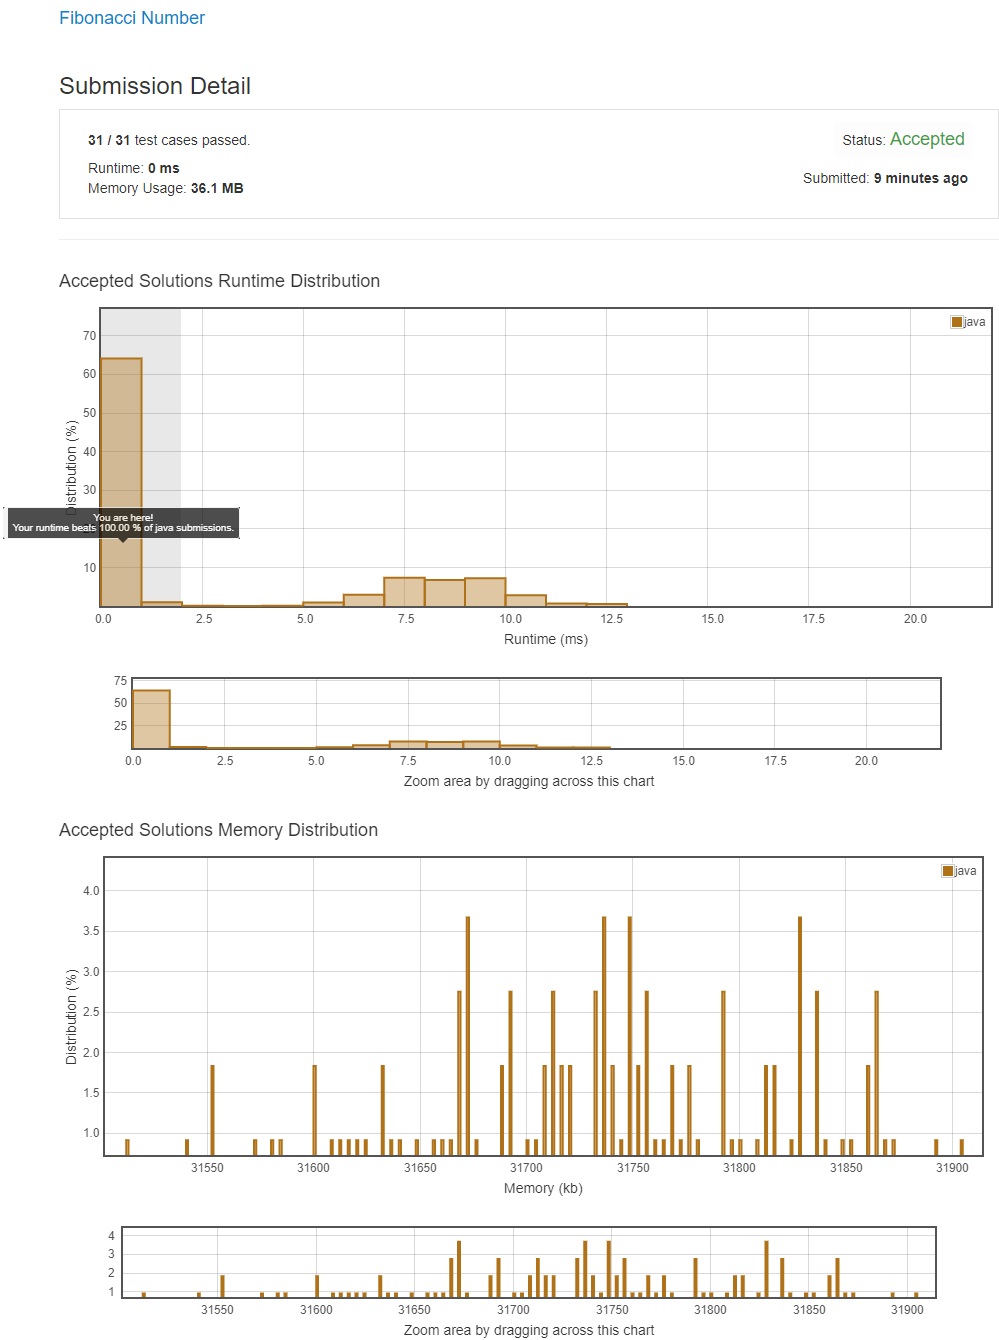 Fibonacci Number
Submission Detail
31 / 31 test cases passed.
Status: Accepted
Runtime: 0 ms
Memory Usage: 36.1 MB
Submitted: 9 minutes ago
Accepted Solutions Runtime Distribution
java
70
60
50
40
30
10
Distribution (%)
You are here!
Your runtime beats 100.00 % of java submissions.
0.0 2.5 5.0 7.5 10.0 12.5 15.0 17.5 20.0
Runtime (ms)
75
50
25
0.0 2.5 5.0 7.5 10.0 12.5 15.0 17.5 20.0
Zoom area by dragging across this chart
Accepted Solutions Memory Distribution
java
4.0
3.5
3.0
2.5
2.0
1.5
1.0
Distribution (%)
31550 31600 31650 31700 31750 31800 31850 31900
Memory (kb)
4
3
2
1
31550 31600 31650 31700 31750 31800 31850 31900
Zoom area by dragging across this chart